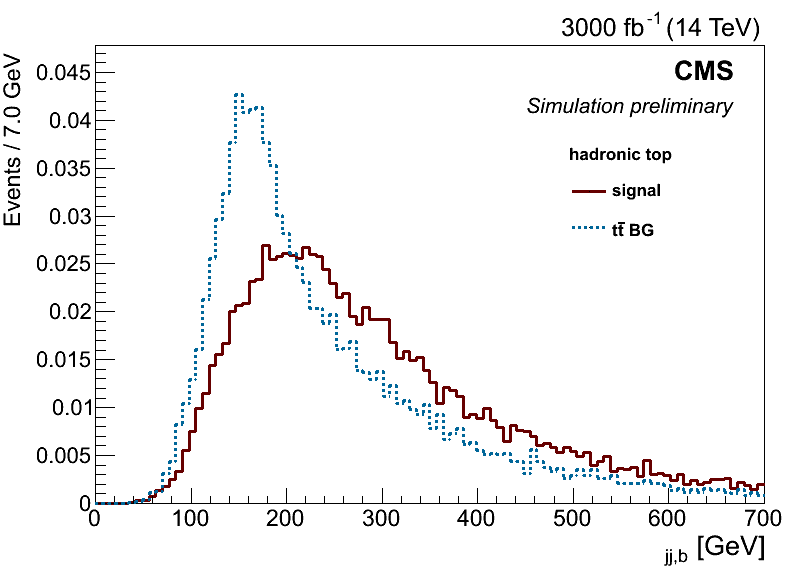 3000 fb⁻¹ (14 TeV)
CMS
Simulation preliminary
hadronic top
signal
tt̄ BG
Events / 7.0 GeV
0.045
0.04
0.035
0.03
0.025
0.02
0.015
0.01
0.005
0
0 100 200 300 400 500 600 700
jj,b [GeV]